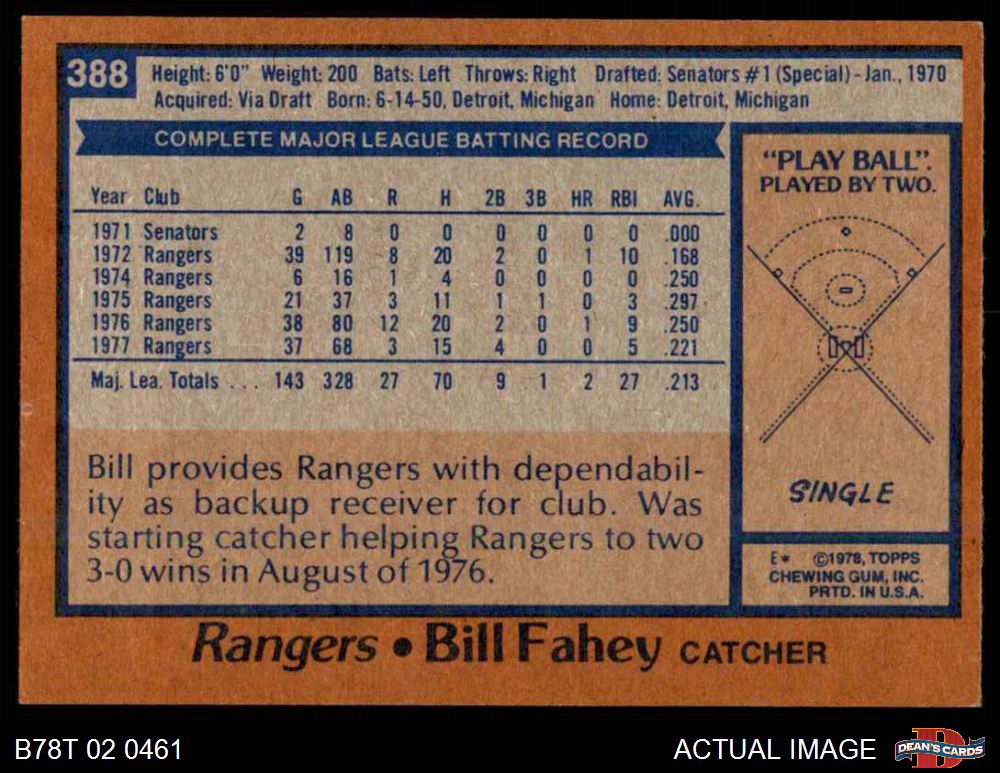 388
Height: 6'0" Weight: 200 Bats: Left Throws: Right Drafted: Senators #1 (Special) - Jan., 1970
Acquired: Via Draft Born: 6-14-50, Detroit, Michigan Home: Detroit, Michigan
COMPLETE MAJOR LEAGUE BATTING RECORD
Year Club G AB R H 2B 3B HR RBI AVG.
1971 Senators 2 8 0 0 0 0 0 0 .000
1972 Rangers 39 119 8 20 2 0 1 10 .168
1974 Rangers 6 16 1 4 0 0 0 0 .250
1975 Rangers 21 37 3 11 1 1 0 3 .297
1976 Rangers 38 80 12 20 2 0 1 9 .250
1977 Rangers 37 68 3 15 4 0 0 5 .221
Maj. Lea. Totals ... 143 328 27 70 9 1 2 27 .213
Bill provides Rangers with dependabil-
ity as backup receiver for club. Was
starting catcher helping Rangers to two
3-0 wins in August of 1976.
"PLAY BALL".
PLAYED BY TWO.
SINGLE
E* ©1978, TOPPS
CHEWING GUM, INC.
PRTD. IN U.S.A.
Rangers • Bill Fahey CATCHER
B78T 02 0461
ACTUAL IMAGE
D
DEAN'S CARDS